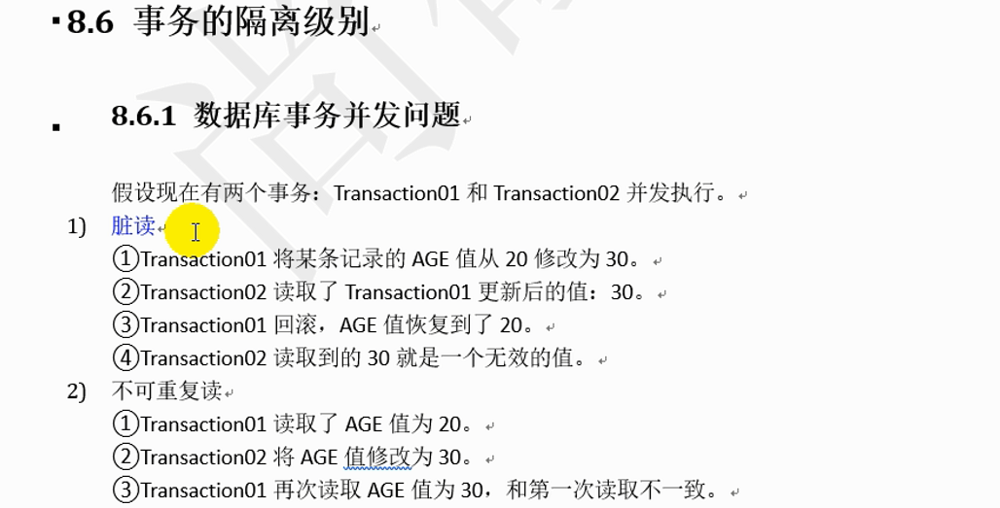 8.6 事务的隔离级别
8.6.1 数据库事务并发问题
假设现在有两个事务：Transaction01 和 Transaction02 并发执行。
1) 脏读
①Transaction01 将某条记录的 AGE 值从 20 修改为 30。
②Transaction02 读取了 Transaction01 更新后的值：30。
③Transaction01 回滚，AGE 值恢复到了 20。
④Transaction02 读取到的 30 就是一个无效的值。
2) 不可重复读
①Transaction01 读取了 AGE 值为 20。
②Transaction02 将 AGE 值修改为 30。
③Transaction01 再次读取 AGE 值为 30，和第一次读取不一致。